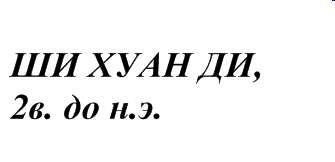 ШИ ХУАН ДИ,
2в. до н.э.